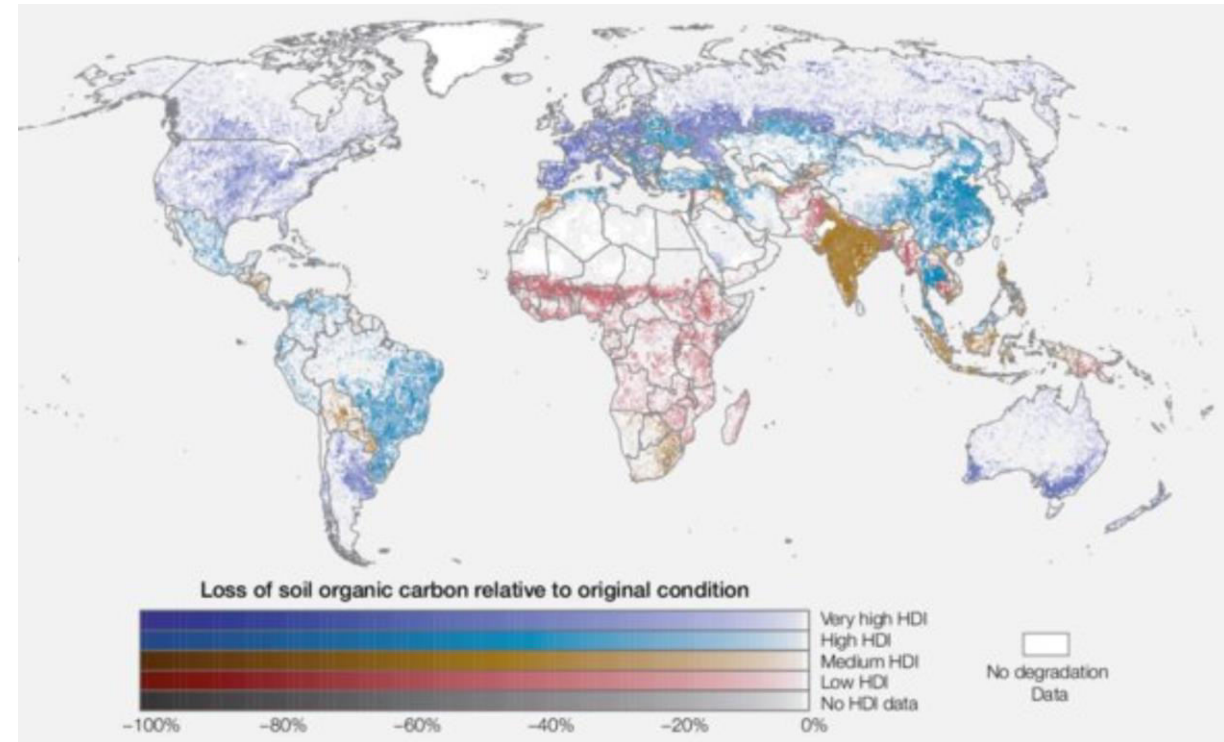 Loss of soil organic carbon relative to original condition
Very high HDI
High HDI
Medium HDI
Low HDI
No HDI data
−100% −80% −60% −40% −20% 0%
No degradation
Data